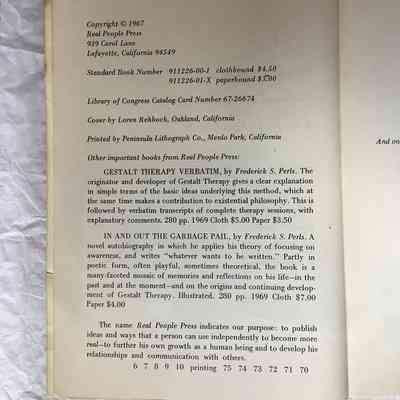 Copyright © 1967
Real People Press
939 Carol Lane
Lafayette, California 94549
Standard Book Number 911226-00-1 clothbound $4.50
911226-01-X paperbound $3.00
Library of Congress Catalog Card Number 67-26674
Cover by Loren Rehbock, Oakland, California
Printed by Peninsula Lithograph Co., Menlo Park, California
Other important books from Real People Press:
GESTALT THERAPY VERBATIM, by Frederick S. Perls. The
originator and developer of Gestalt Therapy gives a clear explanation
in simple terms of the basic ideas underlying this method, which at
the same time makes a contribution to existential philosophy. This is
followed by verbatim transcripts of complete therapy sessions, with
explanatory comments. 280 pp. 1969 Cloth $5.00 Paper $3.50
IN AND OUT THE GARBAGE PAIL, by Frederick S. Perls. A
novel autobiography in which he applies his theory of focusing on
awareness, and writes "whatever wants to be written." Partly in
poetic form, often playful, sometimes theoretical, the book is a
many-faceted mosaic of memories and reflections on his life—in the
past and at the moment—and on the origins and continuing develop-
ment of Gestalt Therapy. Illustrated. 280 pp. 1969 Cloth $7.00
Paper $4.00
The name Real People Press indicates our purpose: to publish
ideas and ways that a person can use independently to become more
real—to further his own growth as a human being and to develop his
relationships and communication with others.
6 7 8 9 10 printing 75 74 73 72 71 70
And on